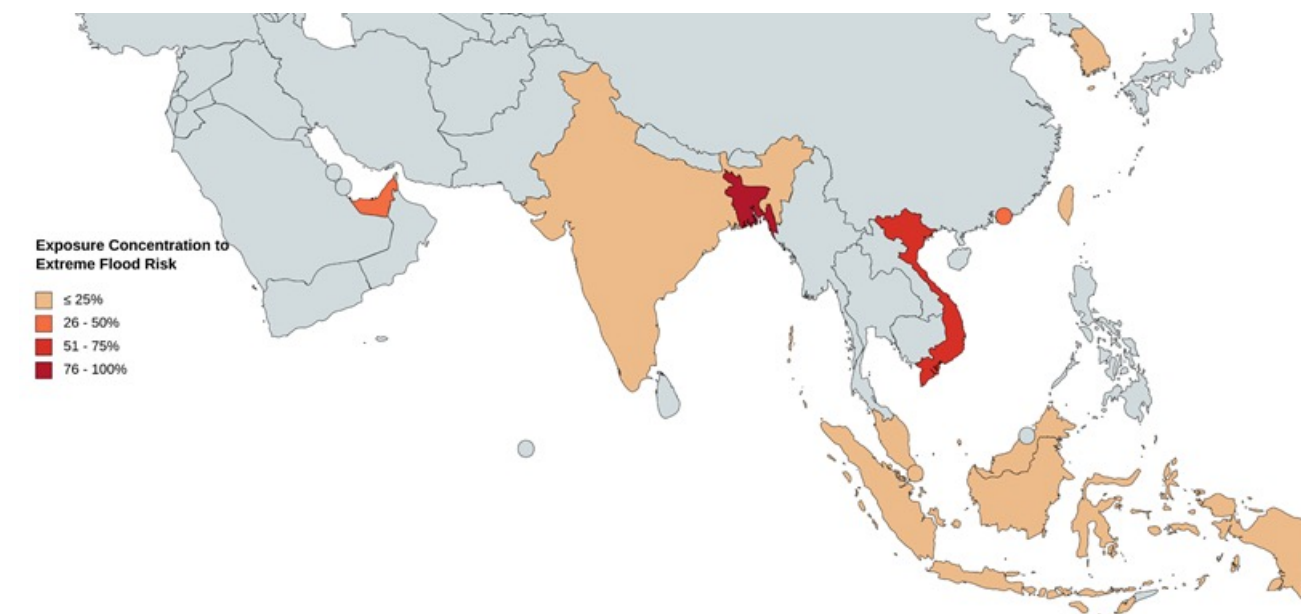 Exposure Concentration to
Extreme Flood Risk
≤ 25%
26 - 50%
51 - 75%
76 - 100%